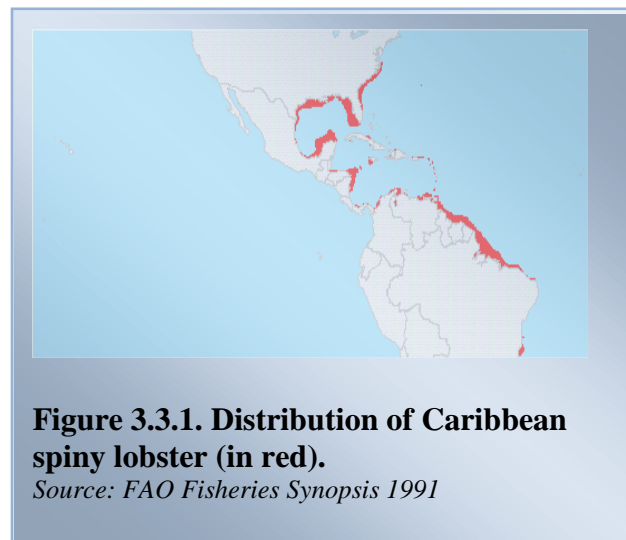 Figure 3.3.1. Distribution of Caribbean
spiny lobster (in red).
Source: FAO Fisheries Synopsis 1991